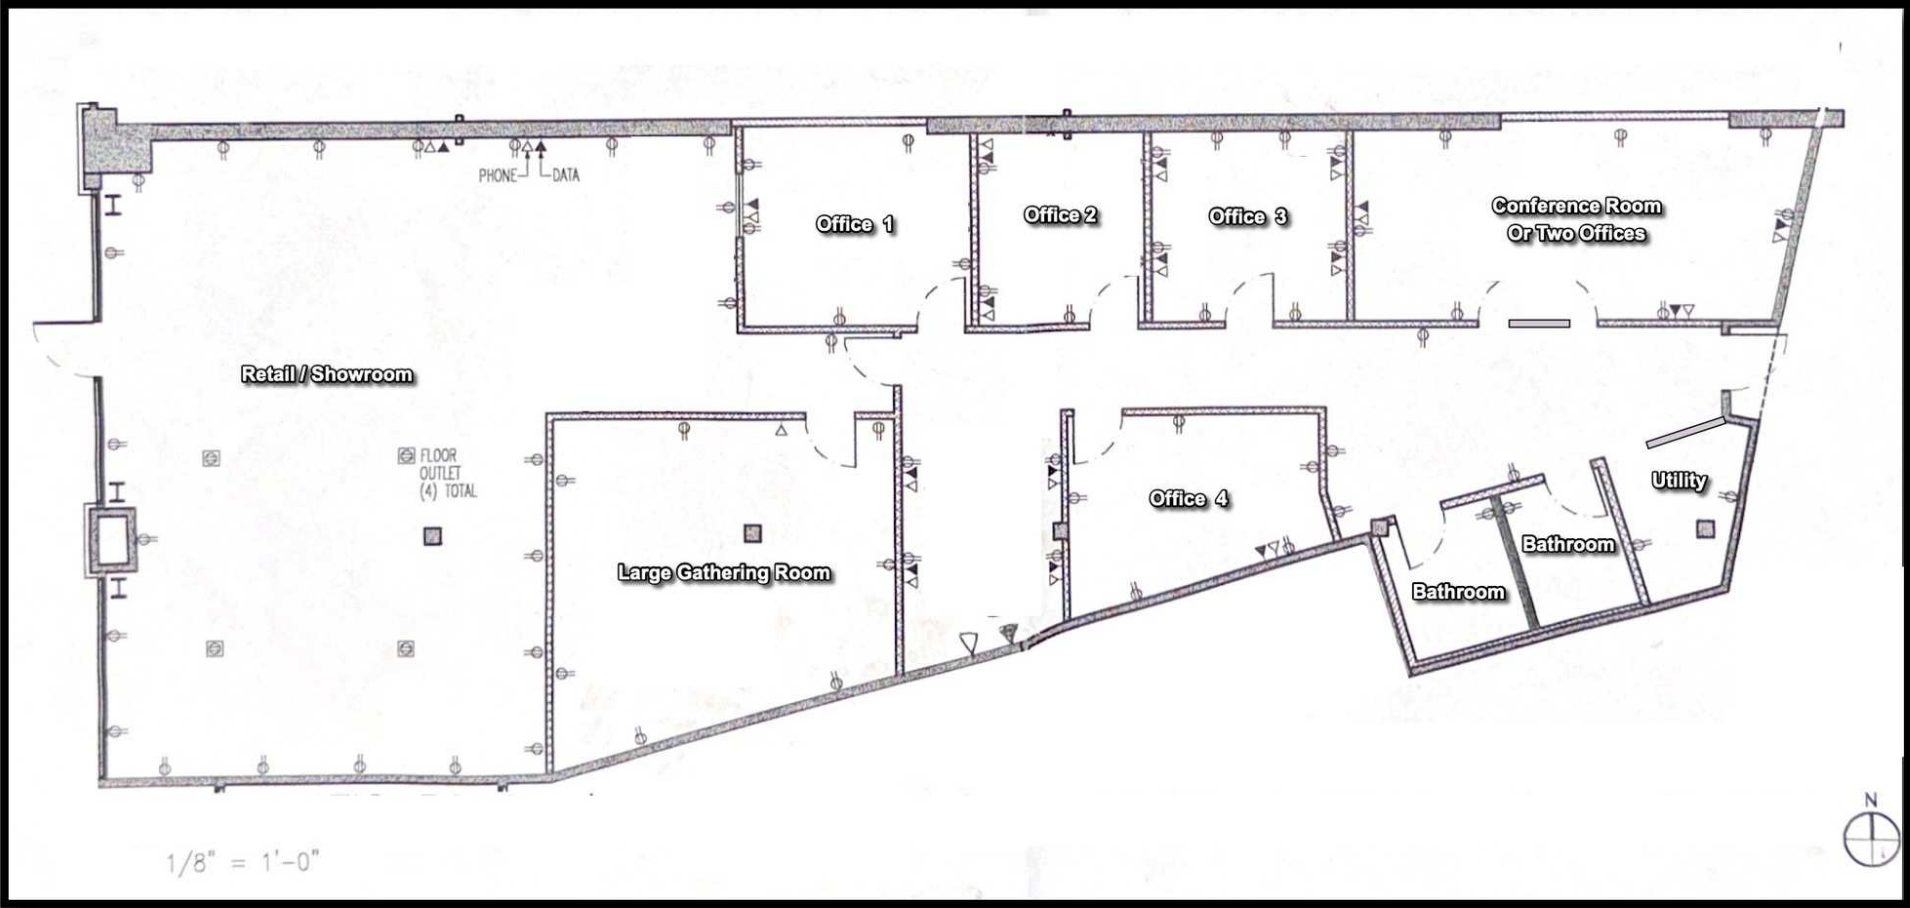 PHONE
DATA
Office 1
Office 2
Office 3
Conference Room
Or Two Offices
Retail / Showroom
FLOOR
OUTLET
(4) TOTAL
Large Gathering Room
Office 4
Utility
Bathroom
Bathroom
N
1/8" = 1'-0"